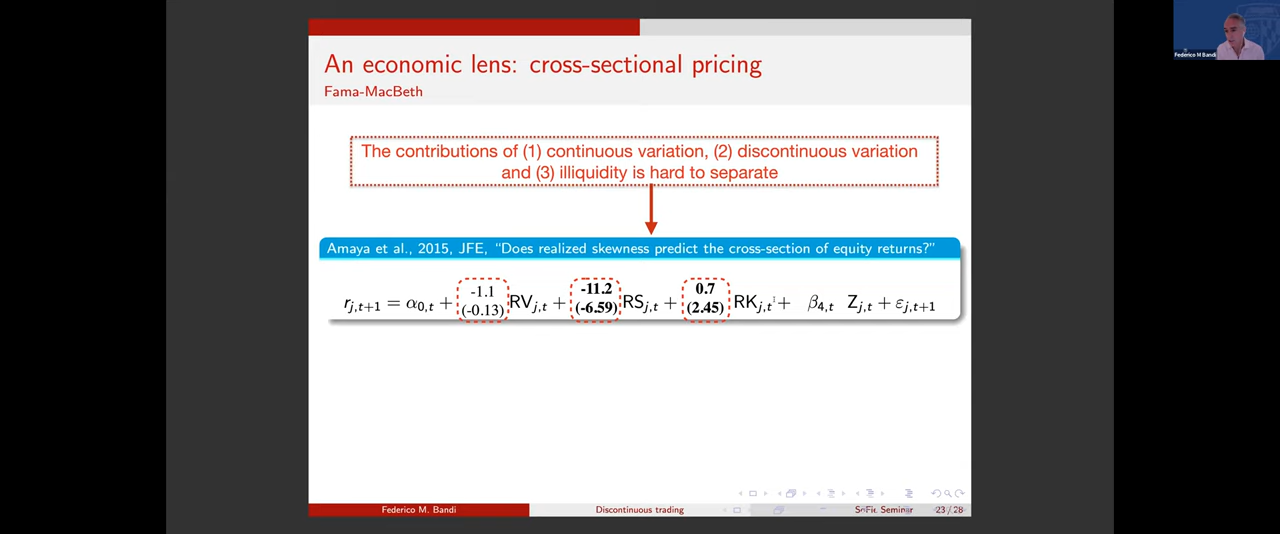 An economic lens: cross-sectional pricing
Fama-MacBeth
Federico M Bandi
The contributions of (1) continuous variation, (2) discontinuous variation
and (3) illiquidity is hard to separate
Amaya et al., 2015, JFE, “Does realized skewness predict the cross-section of equity returns?”
r_{j,t+1} = α_{0,t} + -1.1 (-0.13) RV_{j,t} + -11.2 (-6.59) RS_{j,t} + 0.7 (2.45) RK_{j,t} + β_{4,t} Z_{j,t} + ε_{j,t+1}
Federico M. Bandi Discontinuous trading SoFiE Seminar 23 / 28